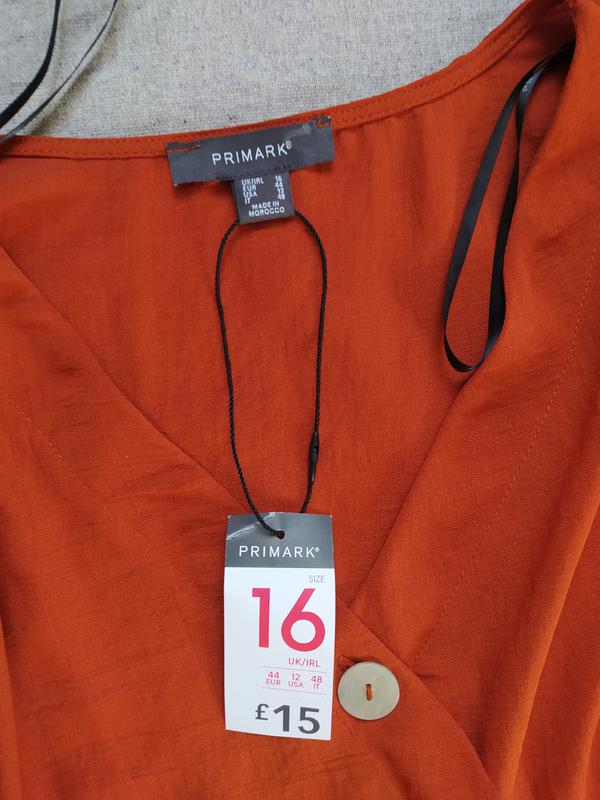 PRIMARK®
UK/IRL 16
EUR 44
USA 12
IT 48
MADE IN
MOROCCO
PRIMARK®
SIZE
16
UK/IRL
44 12 48
EUR USA IT
£15